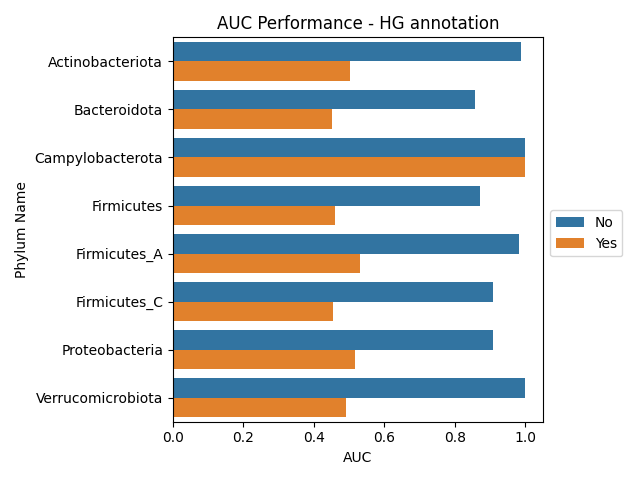 AUC Performance - HG annotation
Phylum Name
Actinobacteriota
Bacteroidota
Campylobacterota
Firmicutes
Firmicutes_A
Firmicutes_C
Proteobacteria
Verrucomicrobiota
No
Yes
0.0 0.2 0.4 0.6 0.8 1.0
AUC